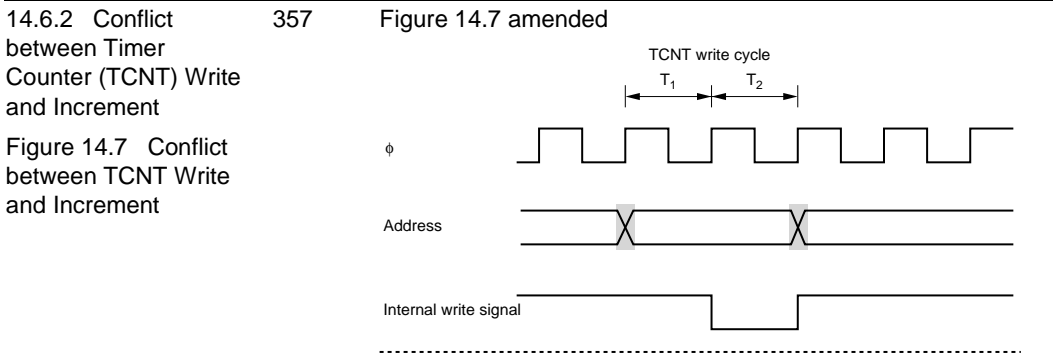 14.6.2 Conflict
between Timer
Counter (TCNT) Write
and Increment
Figure 14.7 Conflict
between TCNT Write
and Increment
357
Figure 14.7 amended
TCNT write cycle
T1 T2
ϕ
Address
Internal write signal